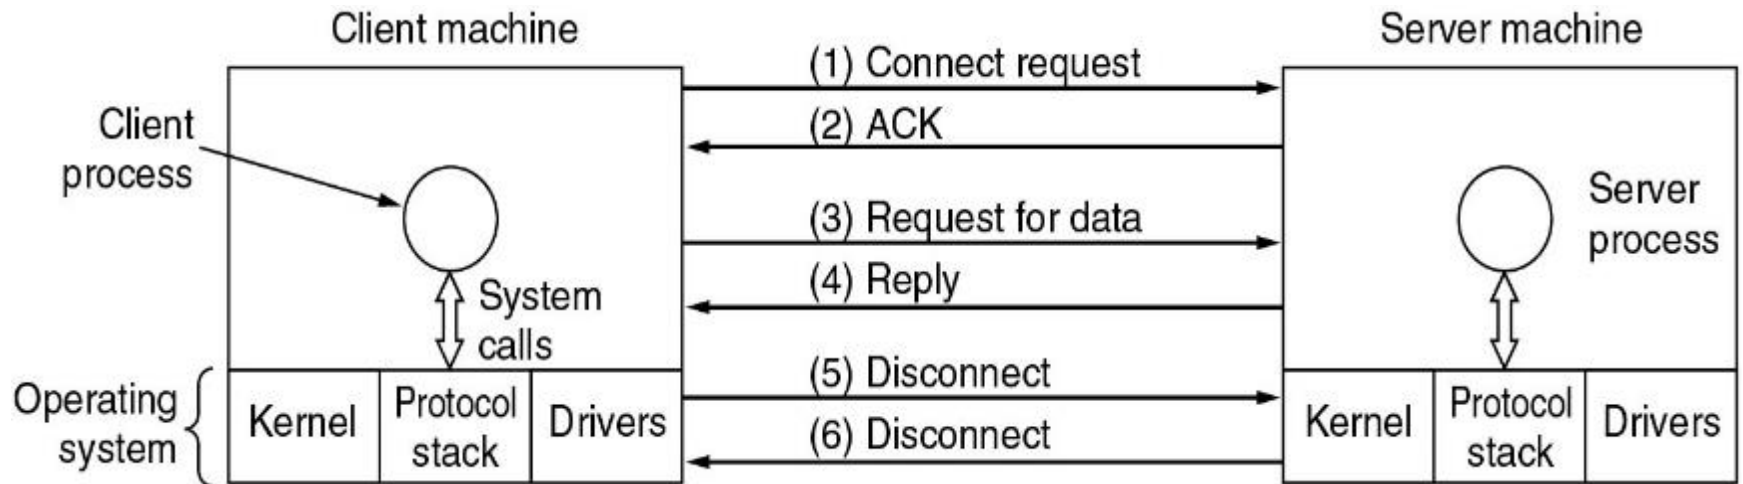 Client machine
Server machine
(1) Connect request
(2) ACK
Client
process
(3) Request for data
Server
process
(4) Reply
System
calls
(5) Disconnect
Operating
system
Kernel
Protocol
stack
Drivers
(6) Disconnect
Kernel
Protocol
stack
Drivers